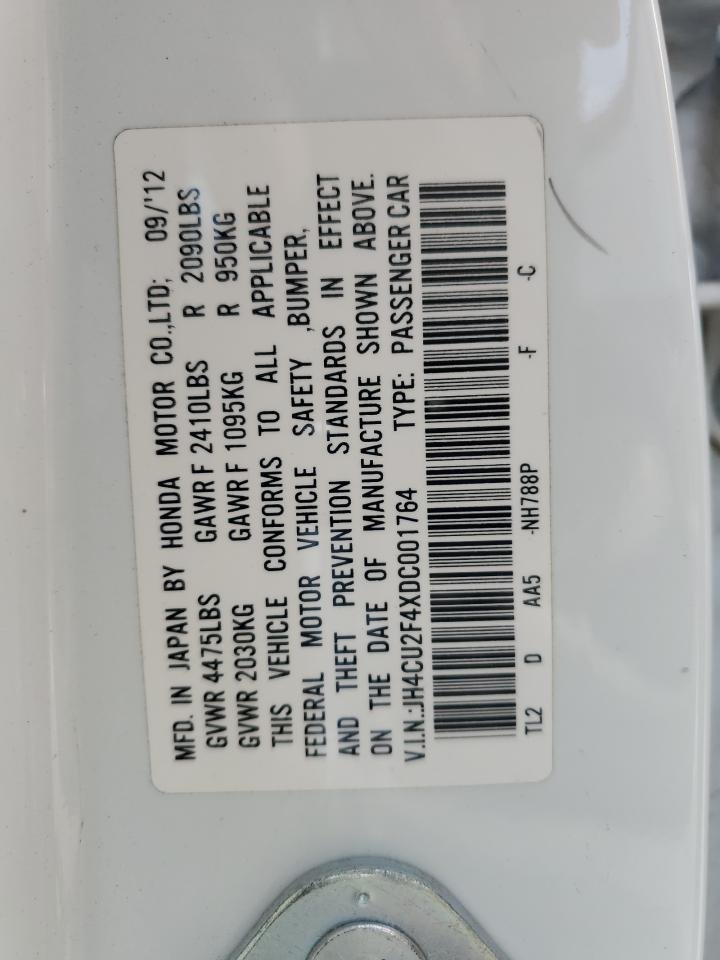 MFD. IN JAPAN BY HONDA MOTOR CO.,LTD; 09/'12
GVWR 4475LBS GAWR F 2410LBS R 2090LBS
GVWR 2030KG GAWR F 1095KG R 950KG
THIS VEHICLE CONFORMS TO ALL APPLICABLE
FEDERAL MOTOR VEHICLE SAFETY ,BUMPER,
AND THEFT PREVENTION STANDARDS IN EFFECT
ON THE DATE OF MANUFACTURE SHOWN ABOVE.
V.I.N.:JH4CU2F4XDC001764 TYPE: PASSENGER CAR
TL2 D AA5 -NH788P -F -C